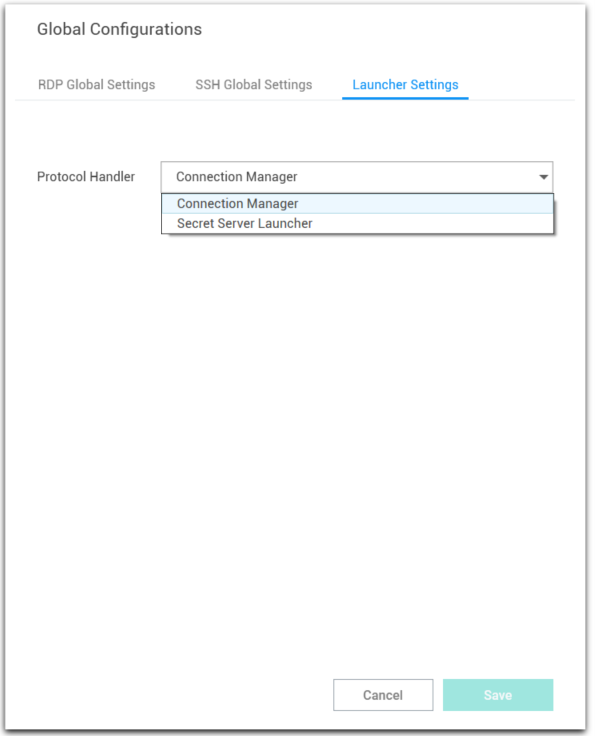 Global Configurations
RDP Global Settings SSH Global Settings Launcher Settings
Protocol Handler Connection Manager
Connection Manager
Secret Server Launcher
Cancel Save